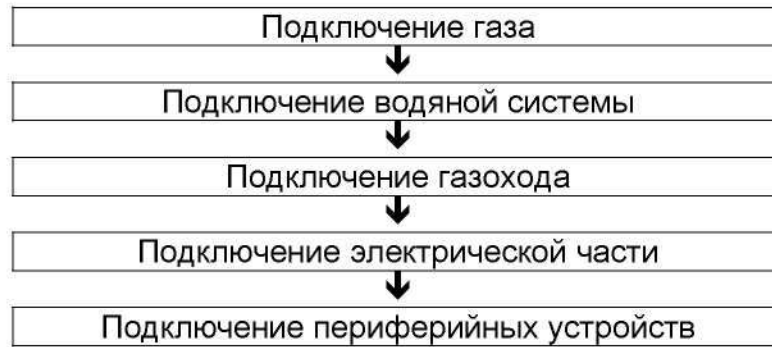 Подключение газа
Подключение водяной системы
Подключение газохода
Подключение электрической части
Подключение периферийных устройств